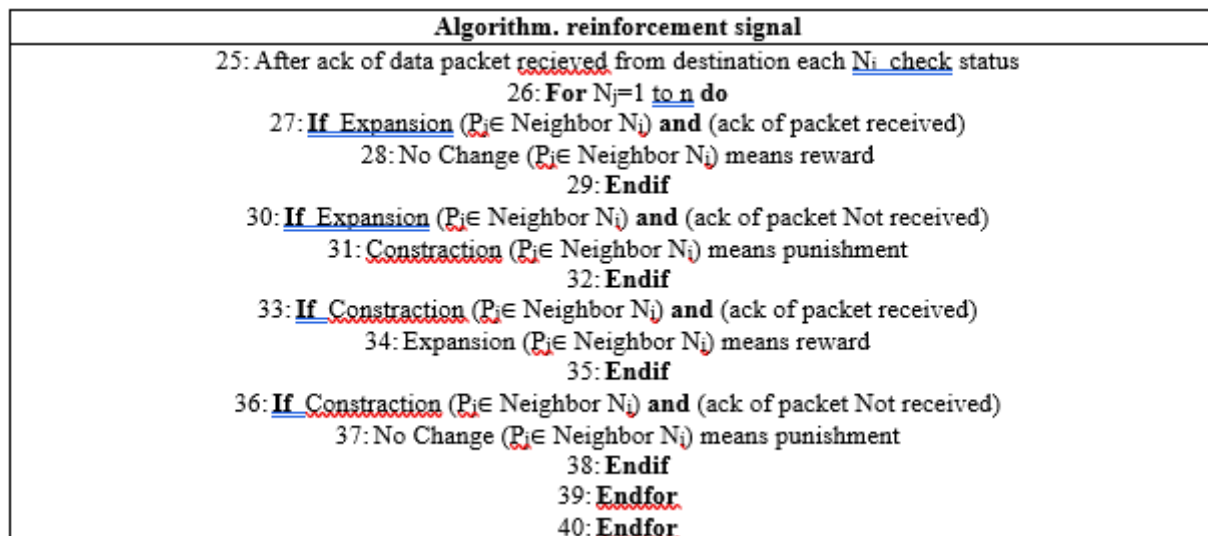 Algorithm. reinforcement signal
25: After ack of data packet recieved from destination each Ni check status
26: For Nj=1 to n do
27: If Expansion (Pj∈ Neighbor Ni) and (ack of packet received)
28: No Change (Pj∈ Neighbor Ni) means reward
29: Endif
30: If Expansion (Pj∈ Neighbor Ni) and (ack of packet Not received)
31: Constraction (Pj∈ Neighbor Ni) means punishment
32: Endif
33: If Constraction (Pj∈ Neighbor Ni) and (ack of packet received)
34: Expansion (Pj∈ Neighbor Ni) means reward
35: Endif
36: If Constraction (Pj∈ Neighbor Ni) and (ack of packet Not received)
37: No Change (Pj∈ Neighbor Ni) means punishment
38: Endif
39: Endfor
40: Endfor